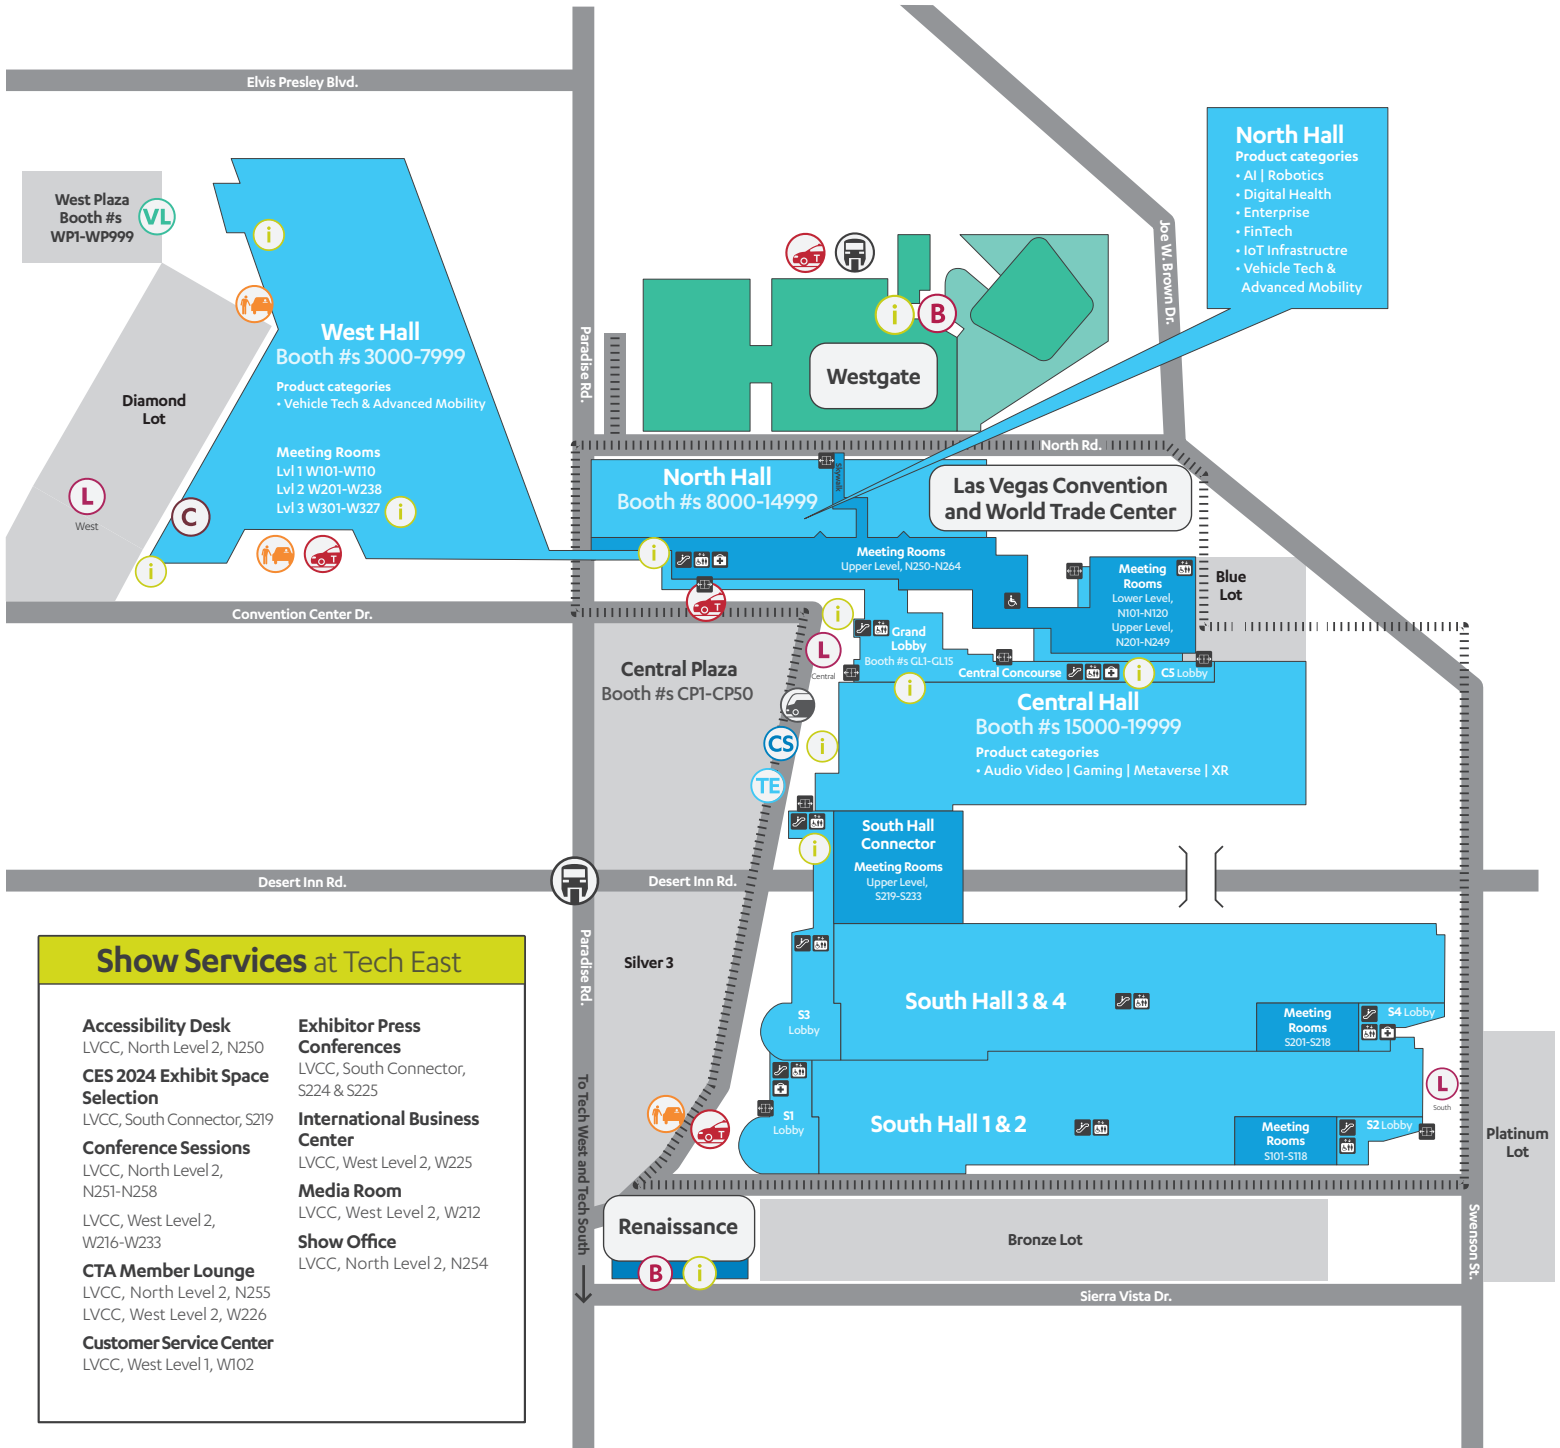 Elvis Presley Blvd.
West Plaza
Booth #s
WP1-WP999
VL
i
West Hall
Booth #s 3000-7999
Product categories
• Vehicle Tech & Advanced Mobility
Meeting Rooms
Lvl 1 W101-W110
Lvl 2 W201-W238
Lvl 3 W301-W327
i
Diamond
Lot
L
West
C
i
T
Convention Center Dr.
Paradise Rd.
T
i
B
Westgate
Joe W. Brown Dr.
North Hall
Product categories
• AI | Robotics
• Digital Health
• Enterprise
• FinTech
• IoT Infrastructre
• Vehicle Tech &
Advanced Mobility
North Rd.
North Hall
Booth #s 8000-14999
Skywalk
Las Vegas Convention
and World Trade Center
i
Meeting Rooms
Upper Level, N250-N264
T
Meeting
Rooms
Lower Level,
N101-N120
Upper Level,
N201-N249
Blue
Lot
i
L
Central
Grand
Lobby
Booth #s GL1-GL15
i
Central Concourse
i
C5 Lobby
Central Plaza
Booth #s CP1-CP50
CS
i
TE
Central Hall
Booth #s 15000-19999
Product categories
• Audio Video | Gaming | Metaverse | XR
South Hall
Connector
Meeting Rooms
Upper Level,
S219-S233
i
Desert Inn Rd.
Desert Inn Rd.
Paradise Rd.
Silver 3
S3
Lobby
South Hall 3 & 4
Meeting
Rooms
S201-S218
S4 Lobby
S1
Lobby
South Hall 1 & 2
Meeting
Rooms
S101-S118
S2 Lobby
L
South
Platinum
Lot
T
To Tech West and Tech South
Renaissance
B
i
Bronze Lot
Swenson St.
Sierra Vista Dr.
Show Services at Tech East
Accessibility Desk
LVCC, North Level 2, N250
CES 2024 Exhibit Space
Selection
LVCC, South Connector, S219
Conference Sessions
LVCC, North Level 2,
N251-N258
LVCC, West Level 2,
W216-W233
CTA Member Lounge
LVCC, North Level 2, N255
LVCC, West Level 2, W226
Customer Service Center
LVCC, West Level 1, W102
Exhibitor Press
Conferences
LVCC, South Connector,
S224 & S225
International Business
Center
LVCC, West Level 2, W225
Media Room
LVCC, West Level 2, W212
Show Office
LVCC, North Level 2, N254